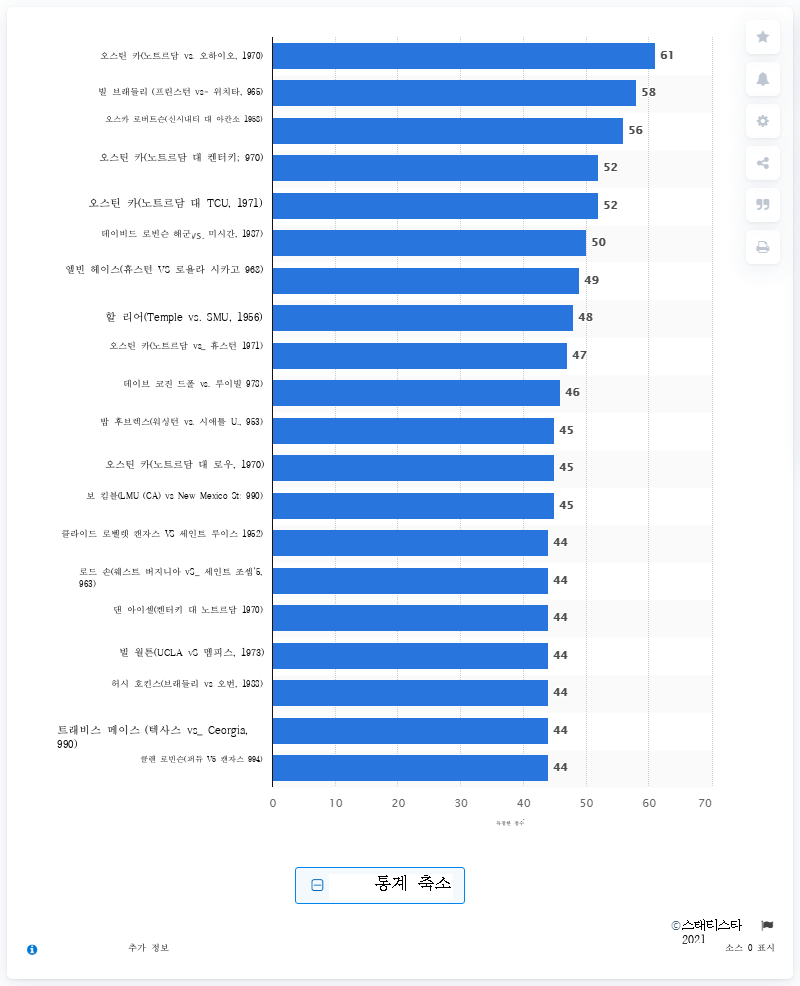 오스틴 카(노트르담 vs. 오하이오, 1970)
61
빌 브래들리 (프린스턴 vs- 위치타, 965)
58
오스카 로버트슨(신시내티 대 아칸소 1958)
56
오스틴 카(노트르담 대 켄터키; 970)
52
오스틴 카(노트르담 대 TCU, 1971)
52
데이비드 로빈슨 해군vs. 미시간, 1987)
50
엘빈 헤이스(휴스턴 VS 로욜라 시카고 968)
49
할 리어(Temple vs. SMU, 1956)
48
오스틴 카(노트르담 vs_ 휴스턴 1971)
47
데이브 코진 드폴 vs. 루이빌 978)
46
밥 후브렉스(워싱턴 vs. 시애틀 U., 953)
45
오스틴 카(노트르담 대 로우, 1970)
45
보 킴블(LMU (CA) vs New Mexico St: 990)
45
클라이드 로벨렛 캔자스 VS 세인트 루이스 1952)
44
로드 손(웨스트 버지니아 vS_ 세인트 조셉'5,
963)
44
댄 아이셀(켄터키 대 노트르담 1970)
44
빌 월튼(UCLA vS 멤피스, 1973)
44
허시 호킨스(브래들리 vs 오번, 1988)
44
트래비스 메이스 (텍사스 vs_ Ceorgia,
990)
44
글렌 로빈슨(퍼듀 VS 캔자스 994)
44
0 10 20 30 40 50 60 70
통계 축소
©스태티스타
2021
추가 정보
소스 0 표시